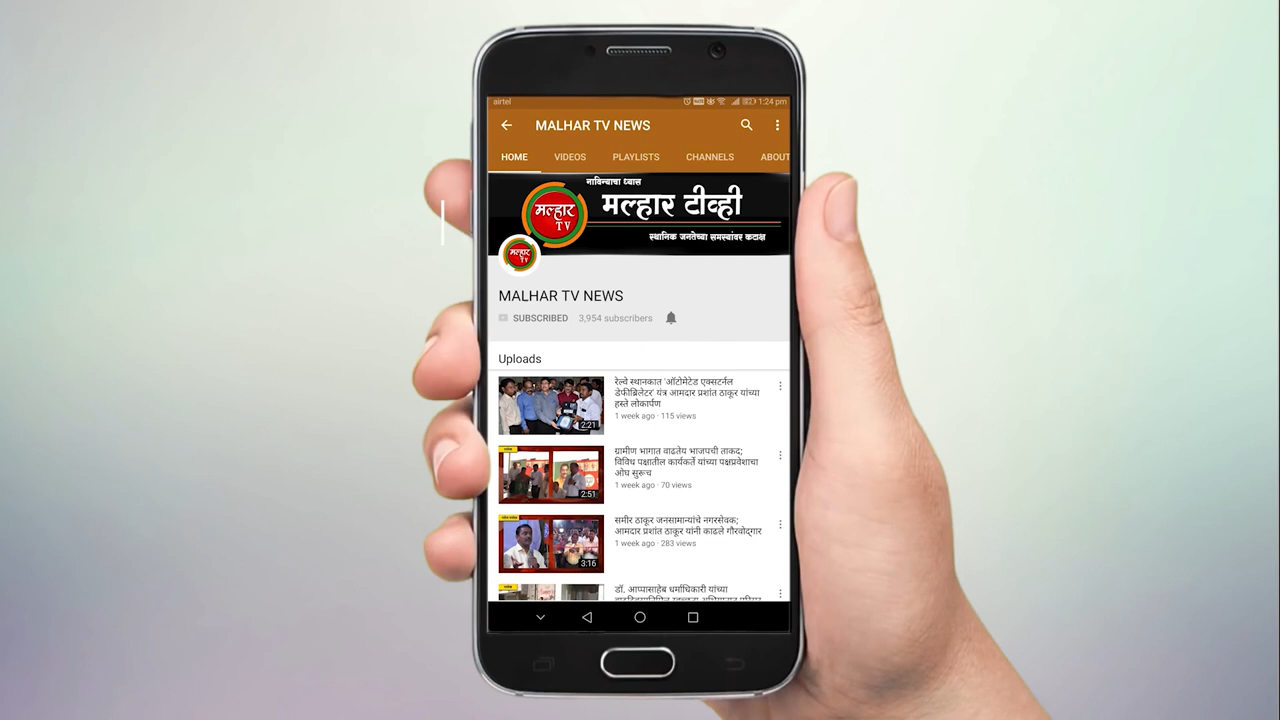 airtel
1:24 pm
MALHAR TV NEWS
HOME VIDEOS PLAYLISTS CHANNELS ABOUT
नाविन्याचा ध्यास
मल्हार टीव्ही
मल्हार
TV
स्थानिक जनतेच्या समस्यांवर कटाक्ष
मल्हार
TV
MALHAR TV NEWS
SUBSCRIBED 3,954 subscribers
Uploads
रेल्वे स्थानकात 'ऑटोमेटेड एक्सटर्नल
डेफीब्रिलेटर' यंत्र आमदार प्रशांत ठाकूर यांच्या
हस्ते लोकार्पण
1 week ago · 115 views
2:21
ग्रामीण भागात वाढतेय भाजपची ताकद;
विविध पक्षातील कार्यकर्ते यांच्या पक्षप्रवेशाचा
ओघ सुरूच
1 week ago · 70 views
2:51
समीर ठाकूर जनसामान्यांचे नगरसेवक;
आमदार प्रशांत ठाकूर यांनी काढले गौरवोद्गार
1 week ago · 283 views
3:16
डॉ. आप्पासाहेब धर्माधिकारी यांच्या